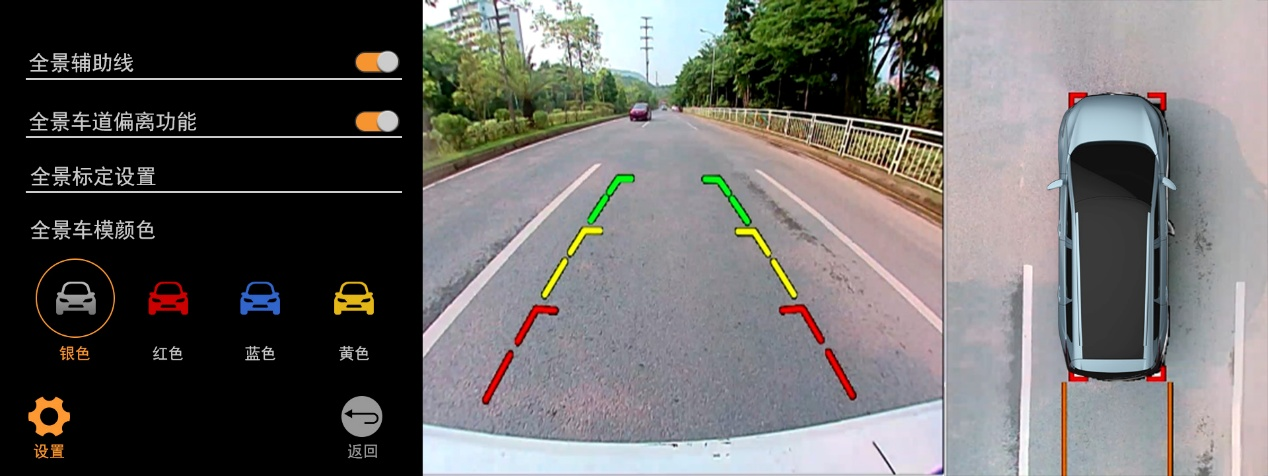 全景辅助线
全景车道偏离功能
全景标定设置
全景车模颜色
银色 红色 蓝色 黄色
设置 返回